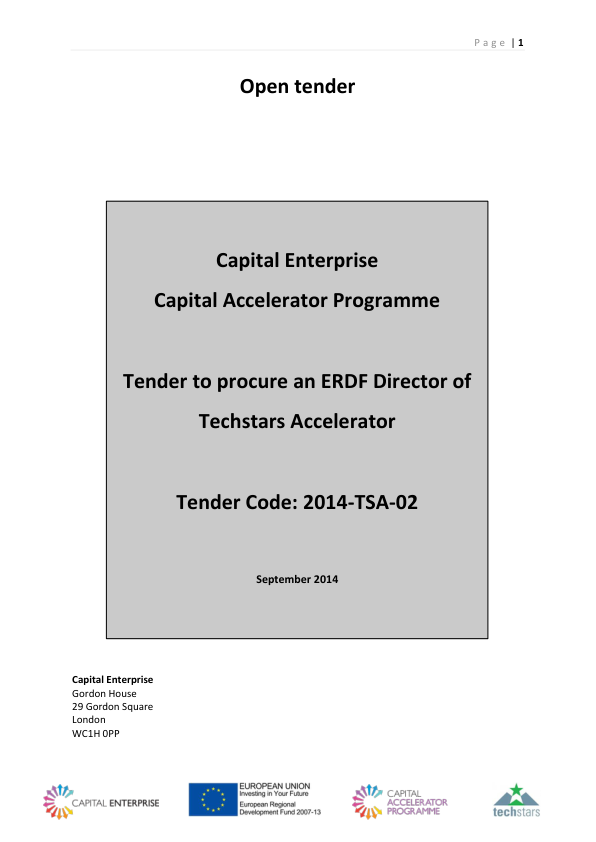 Page | 1
Open tender
Capital Enterprise
Capital Accelerator Programme
Tender to procure an ERDF Director of
Techstars Accelerator
Tender Code: 2014-TSA-02
September 2014
Capital Enterprise
Gordon House
29 Gordon Square
London
WC1H 0PP
CAPITAL ENTERPRISE
EUROPEAN UNION
Investing in Your Future
European Regional
Development Fund 2007-13
CAPITAL
ACCELERATOR
PROGRAMME
techstars